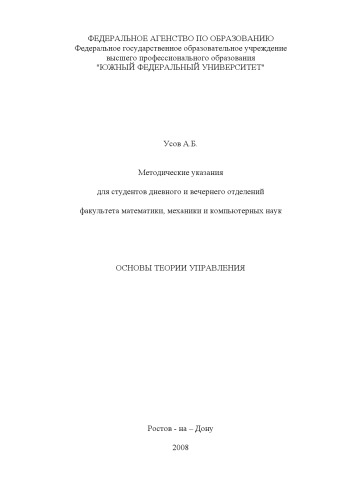 ФЕДЕРАЛЬНОЕ АГЕНСТВО ПО ОБРАЗОВАНИЮ
Федеральное государственное образовательное учреждение
высшего профессионального образования
"ЮЖНЫЙ ФЕДЕРАЛЬНЫЙ УНИВЕРСИТЕТ"
Усов А.Б.
Методические указания
для студентов дневного и вечернего отделений
факультета математики, механики и компьютерных наук
ОСНОВЫ ТЕОРИИ УПРАВЛЕНИЯ
Ростов - на – Дону
2008